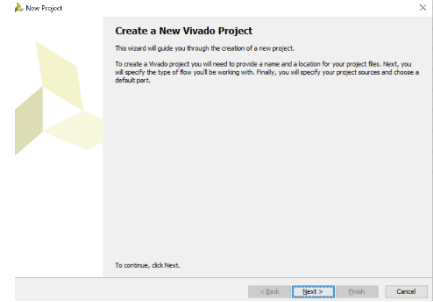 New Project
Create a New Vivado Project
This wizard will guide you through the creation of a new project.
To create a Vivado project you will need to provide a name and a location for your project files. Next, you
will specify the type of flow you'll be working with. Finally, you will specify your project sources and choose a
default part.
To continue, click Next.
< Back Next > Finish Cancel